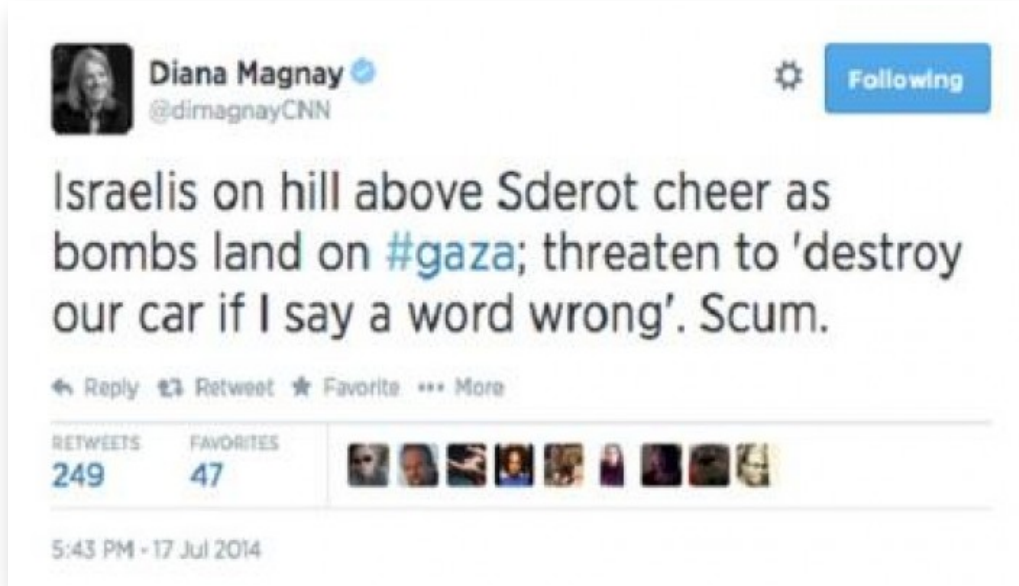 Diana Magnay
@dimagnayCNN
Following
Israelis on hill above Sderot cheer as
bombs land on #gaza; threaten to 'destroy
our car if I say a word wrong'. Scum.
Reply Retweet Favorite ••• More
RETWEETS FAVORITES
249 47
5:43 PM - 17 Jul 2014